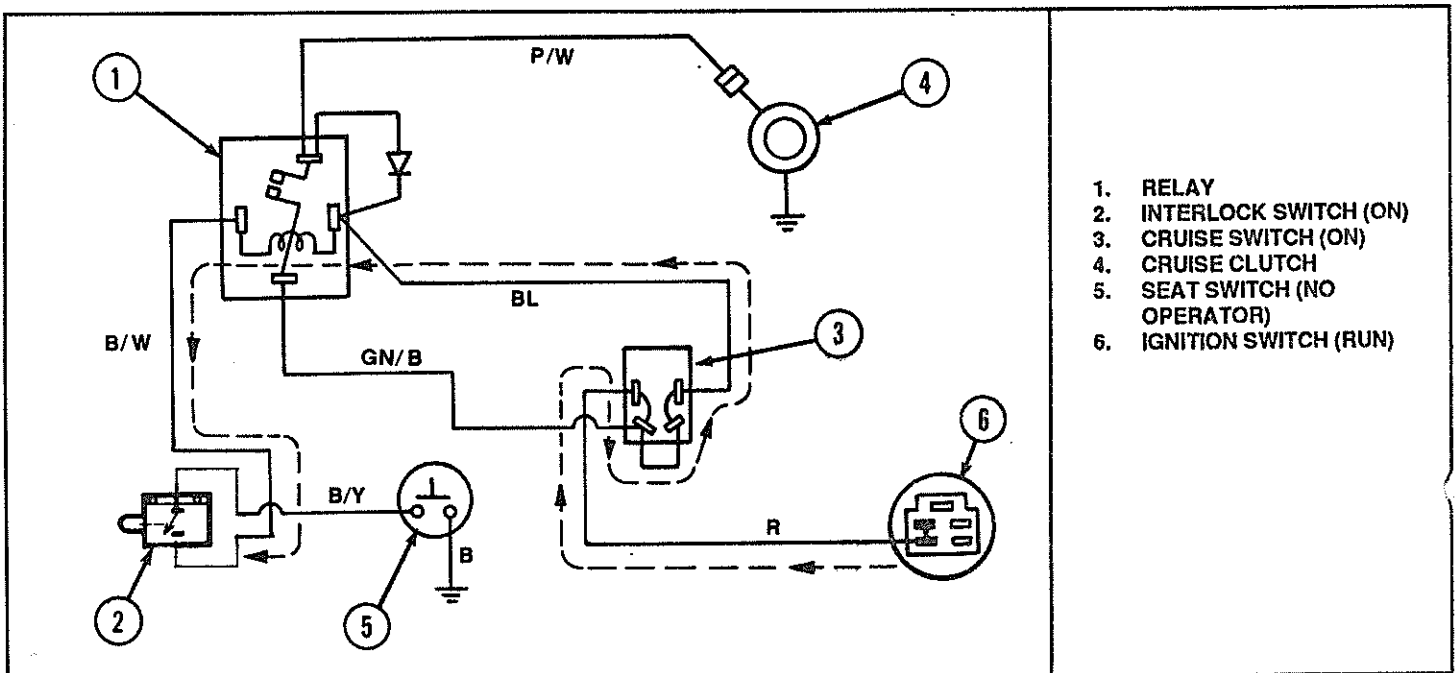 P/W
1
4
BL
B/W
GN/B
3
6
B/Y
R
B
2
5
1. RELAY
2. INTERLOCK SWITCH (ON)
3. CRUISE SWITCH (ON)
4. CRUISE CLUTCH
5. SEAT SWITCH (NO
OPERATOR)
6. IGNITION SWITCH (RUN)